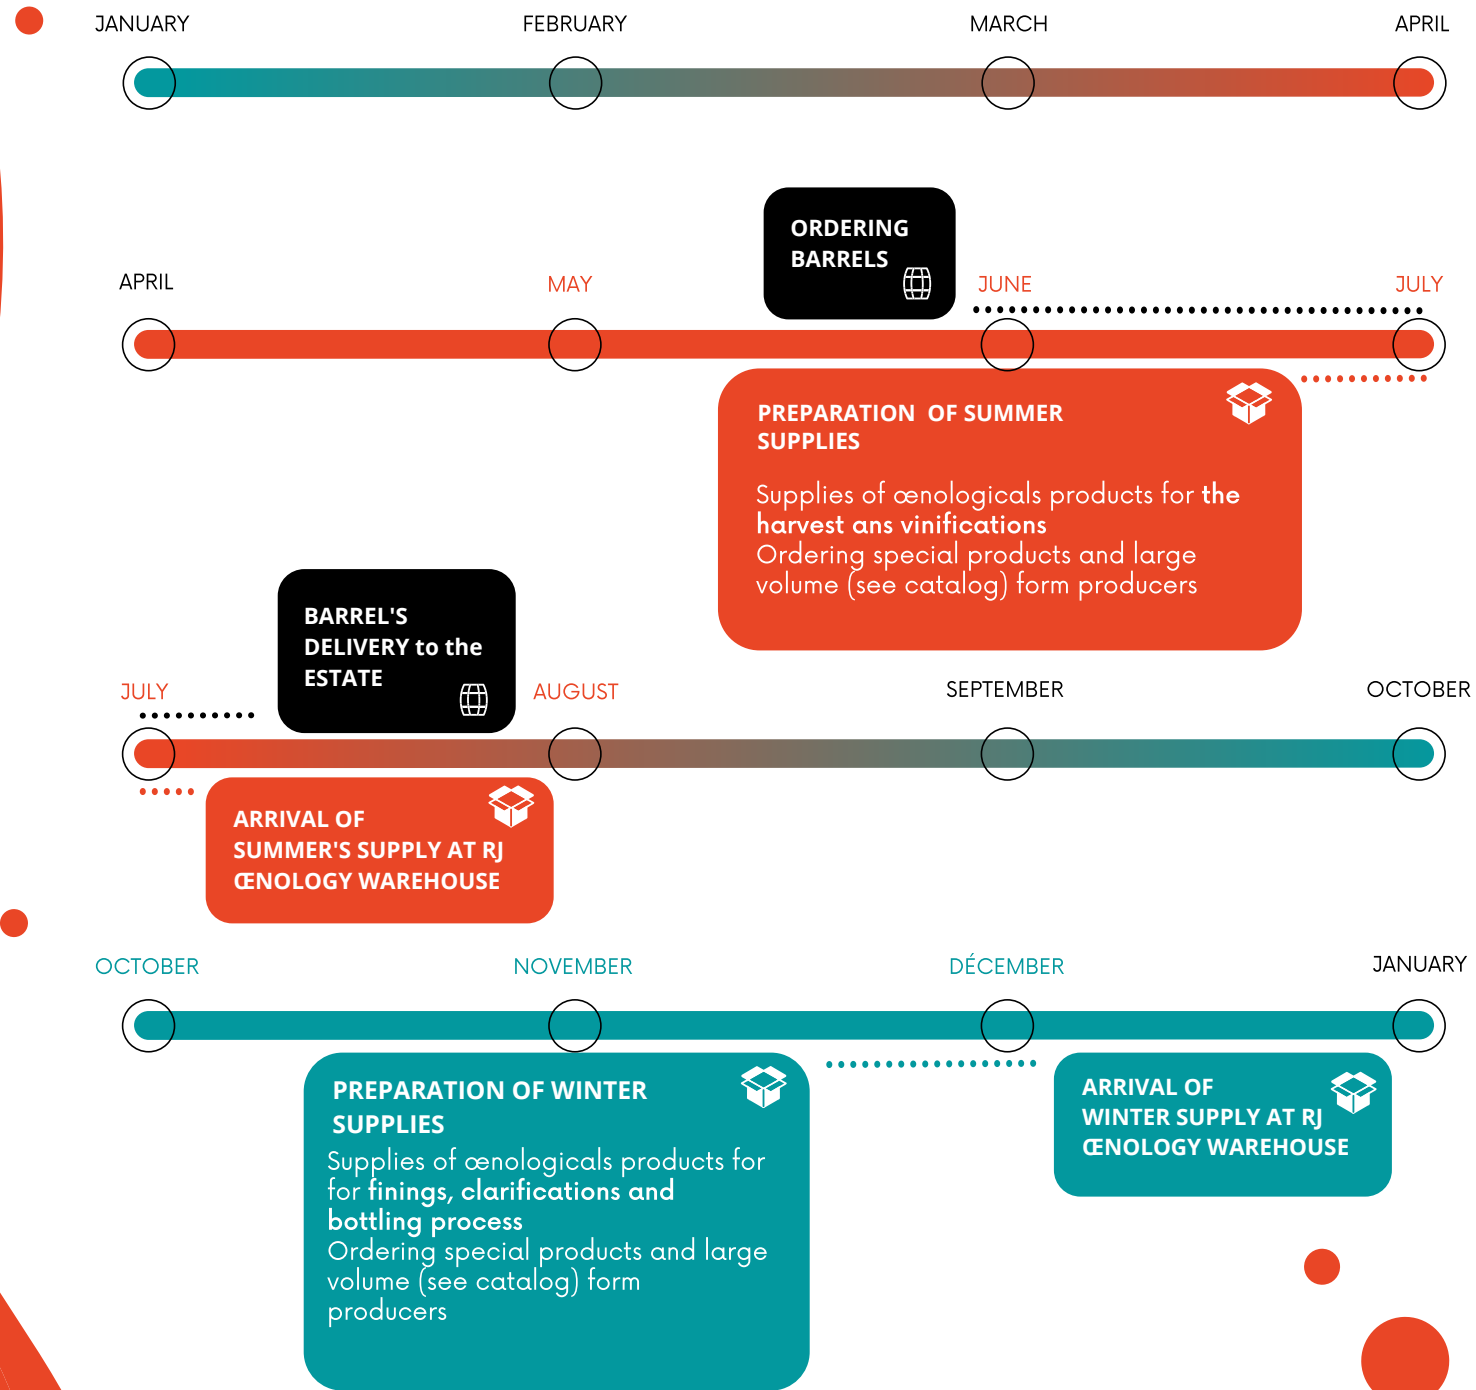 JANUARY
FEBRUARY
MARCH
APRIL
ORDERING
BARRELS
APRIL
MAY
JUNE
JULY
PREPARATION OF SUMMER
SUPPLIES
Supplies of œnologicals products for the
harvest ans vinifications
Ordering special products and large
volume (see catalog) form producers
BARREL'S
DELIVERY to the
ESTATE
JULY
AUGUST
SEPTEMBER
OCTOBER
ARRIVAL OF
SUMMER'S SUPPLY AT RJ
ŒNOLOGY WAREHOUSE
OCTOBER
NOVEMBER
DÉCEMBER
JANUARY
PREPARATION OF WINTER
SUPPLIES
Supplies of œnologicals products for
for finings, clarifications and
bottling process
Ordering special products and large
volume (see catalog) form
producers
ARRIVAL OF
WINTER SUPPLY AT RJ
ŒNOLOGY WAREHOUSE